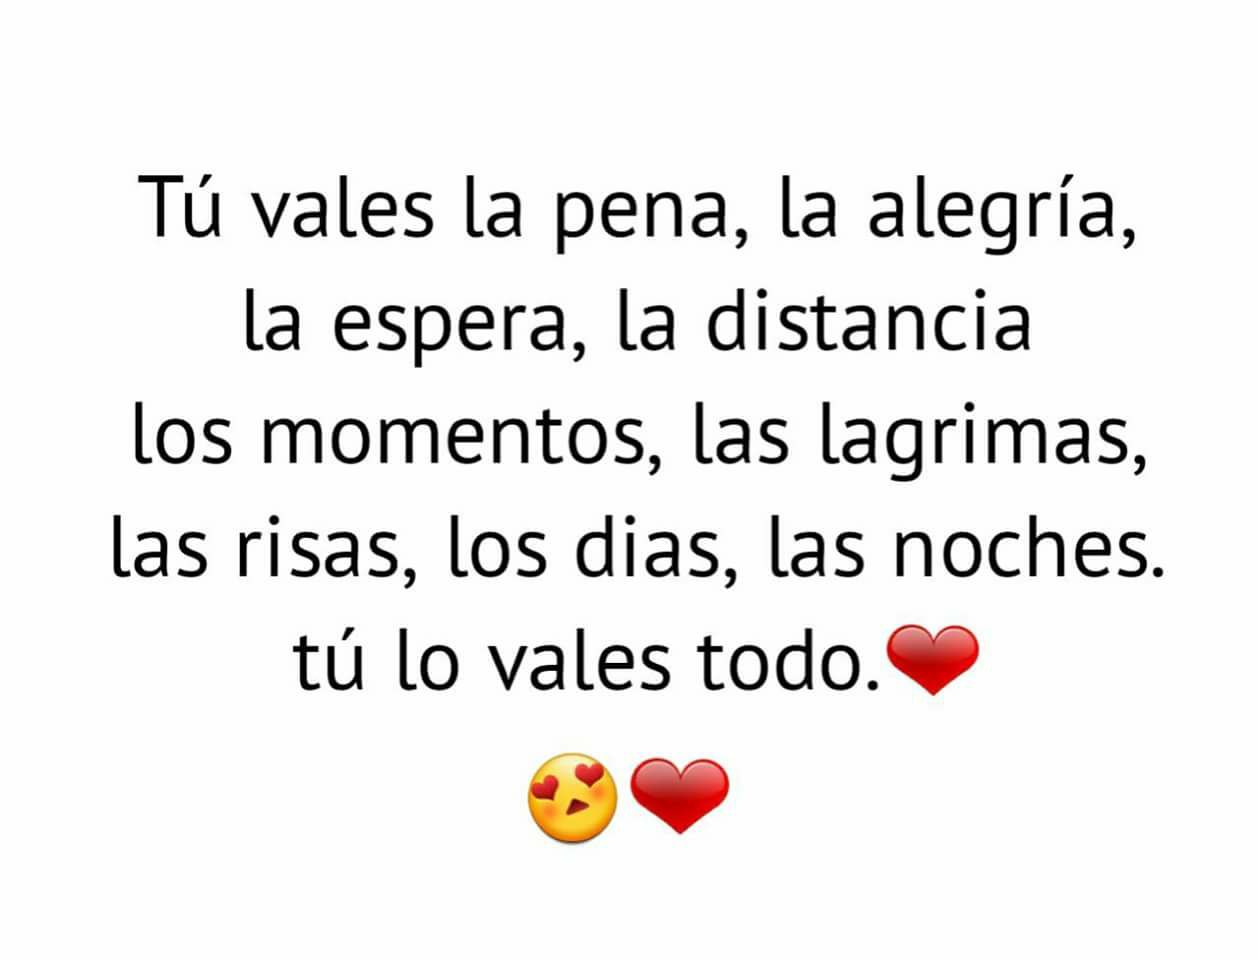 Tú vales la pena, la alegría,
la espera, la distancia
los momentos, las lagrimas,
las risas, los dias, las noches.
tú lo vales todo.❤
😍❤